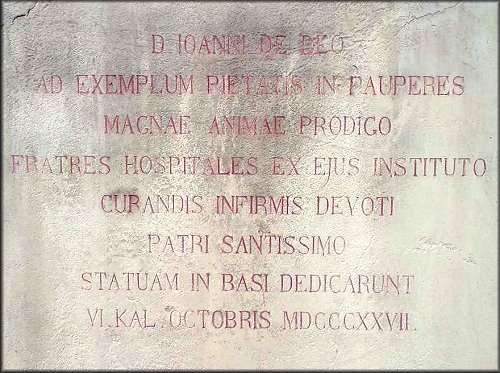 D. IOANNI DE DEO
AD EXEMPLUM PIETATIS IN PAUPERES
MAGNAE ANIMAE PRODIGO
FRATRES HOSPITALES EX EJUS INSTITUTO
CURANDIS INFIRMIS DEVOTI
PATRI SANTISSIMO
STATUAM IN BASI DEDICARUNT
VI. KAL. OCTOBRIS MDCCCXXVII.